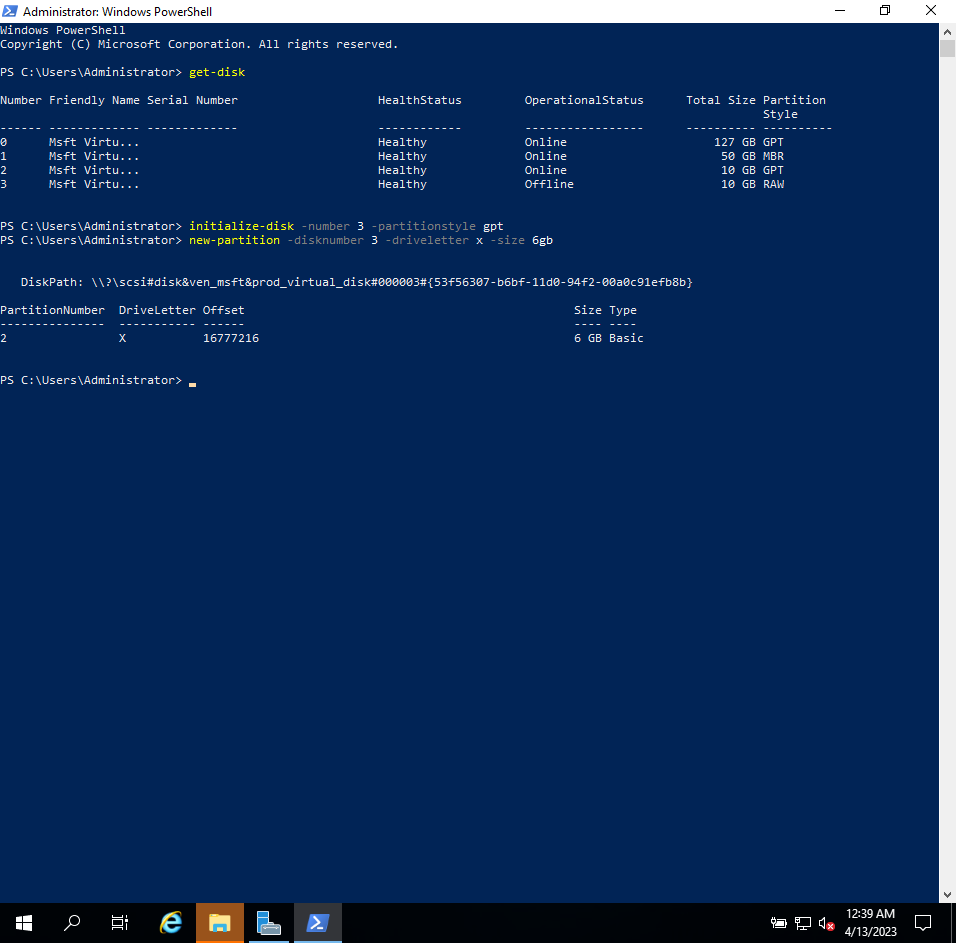 Administrator: Windows PowerShell
Windows PowerShell
Copyright (C) Microsoft Corporation. All rights reserved.
PS C:\Users\Administrator> get-disk
Number Friendly Name Serial Number                    HealthStatus         OperationalStatus      Total Size Partition
                                                                                                             Style
------ ------------- -------------                    ------------         -----------------      ---------- ----------
0      Msft Virtu...                                  Healthy              Online                     127 GB GPT
1      Msft Virtu...                                  Healthy              Online                      50 GB MBR
2      Msft Virtu...                                  Healthy              Online                      10 GB GPT
3      Msft Virtu...                                  Healthy              Offline                     10 GB RAW
PS C:\Users\Administrator> initialize-disk -number 3 -partitionstyle gpt
PS C:\Users\Administrator> new-partition -disknumber 3 -driveletter x -size 6gb
   DiskPath: \\?\scsi#disk&ven_msft&prod_virtual_disk#000003#{53f56307-b6bf-11d0-94f2-00a0c91efb8b}
PartitionNumber  DriveLetter Offset                                               Size Type
---------------  ----------- ------                                               ---- ----
2                X           16777216                                             6 GB Basic
PS C:\Users\Administrator>
12:39 AM
4/13/2023